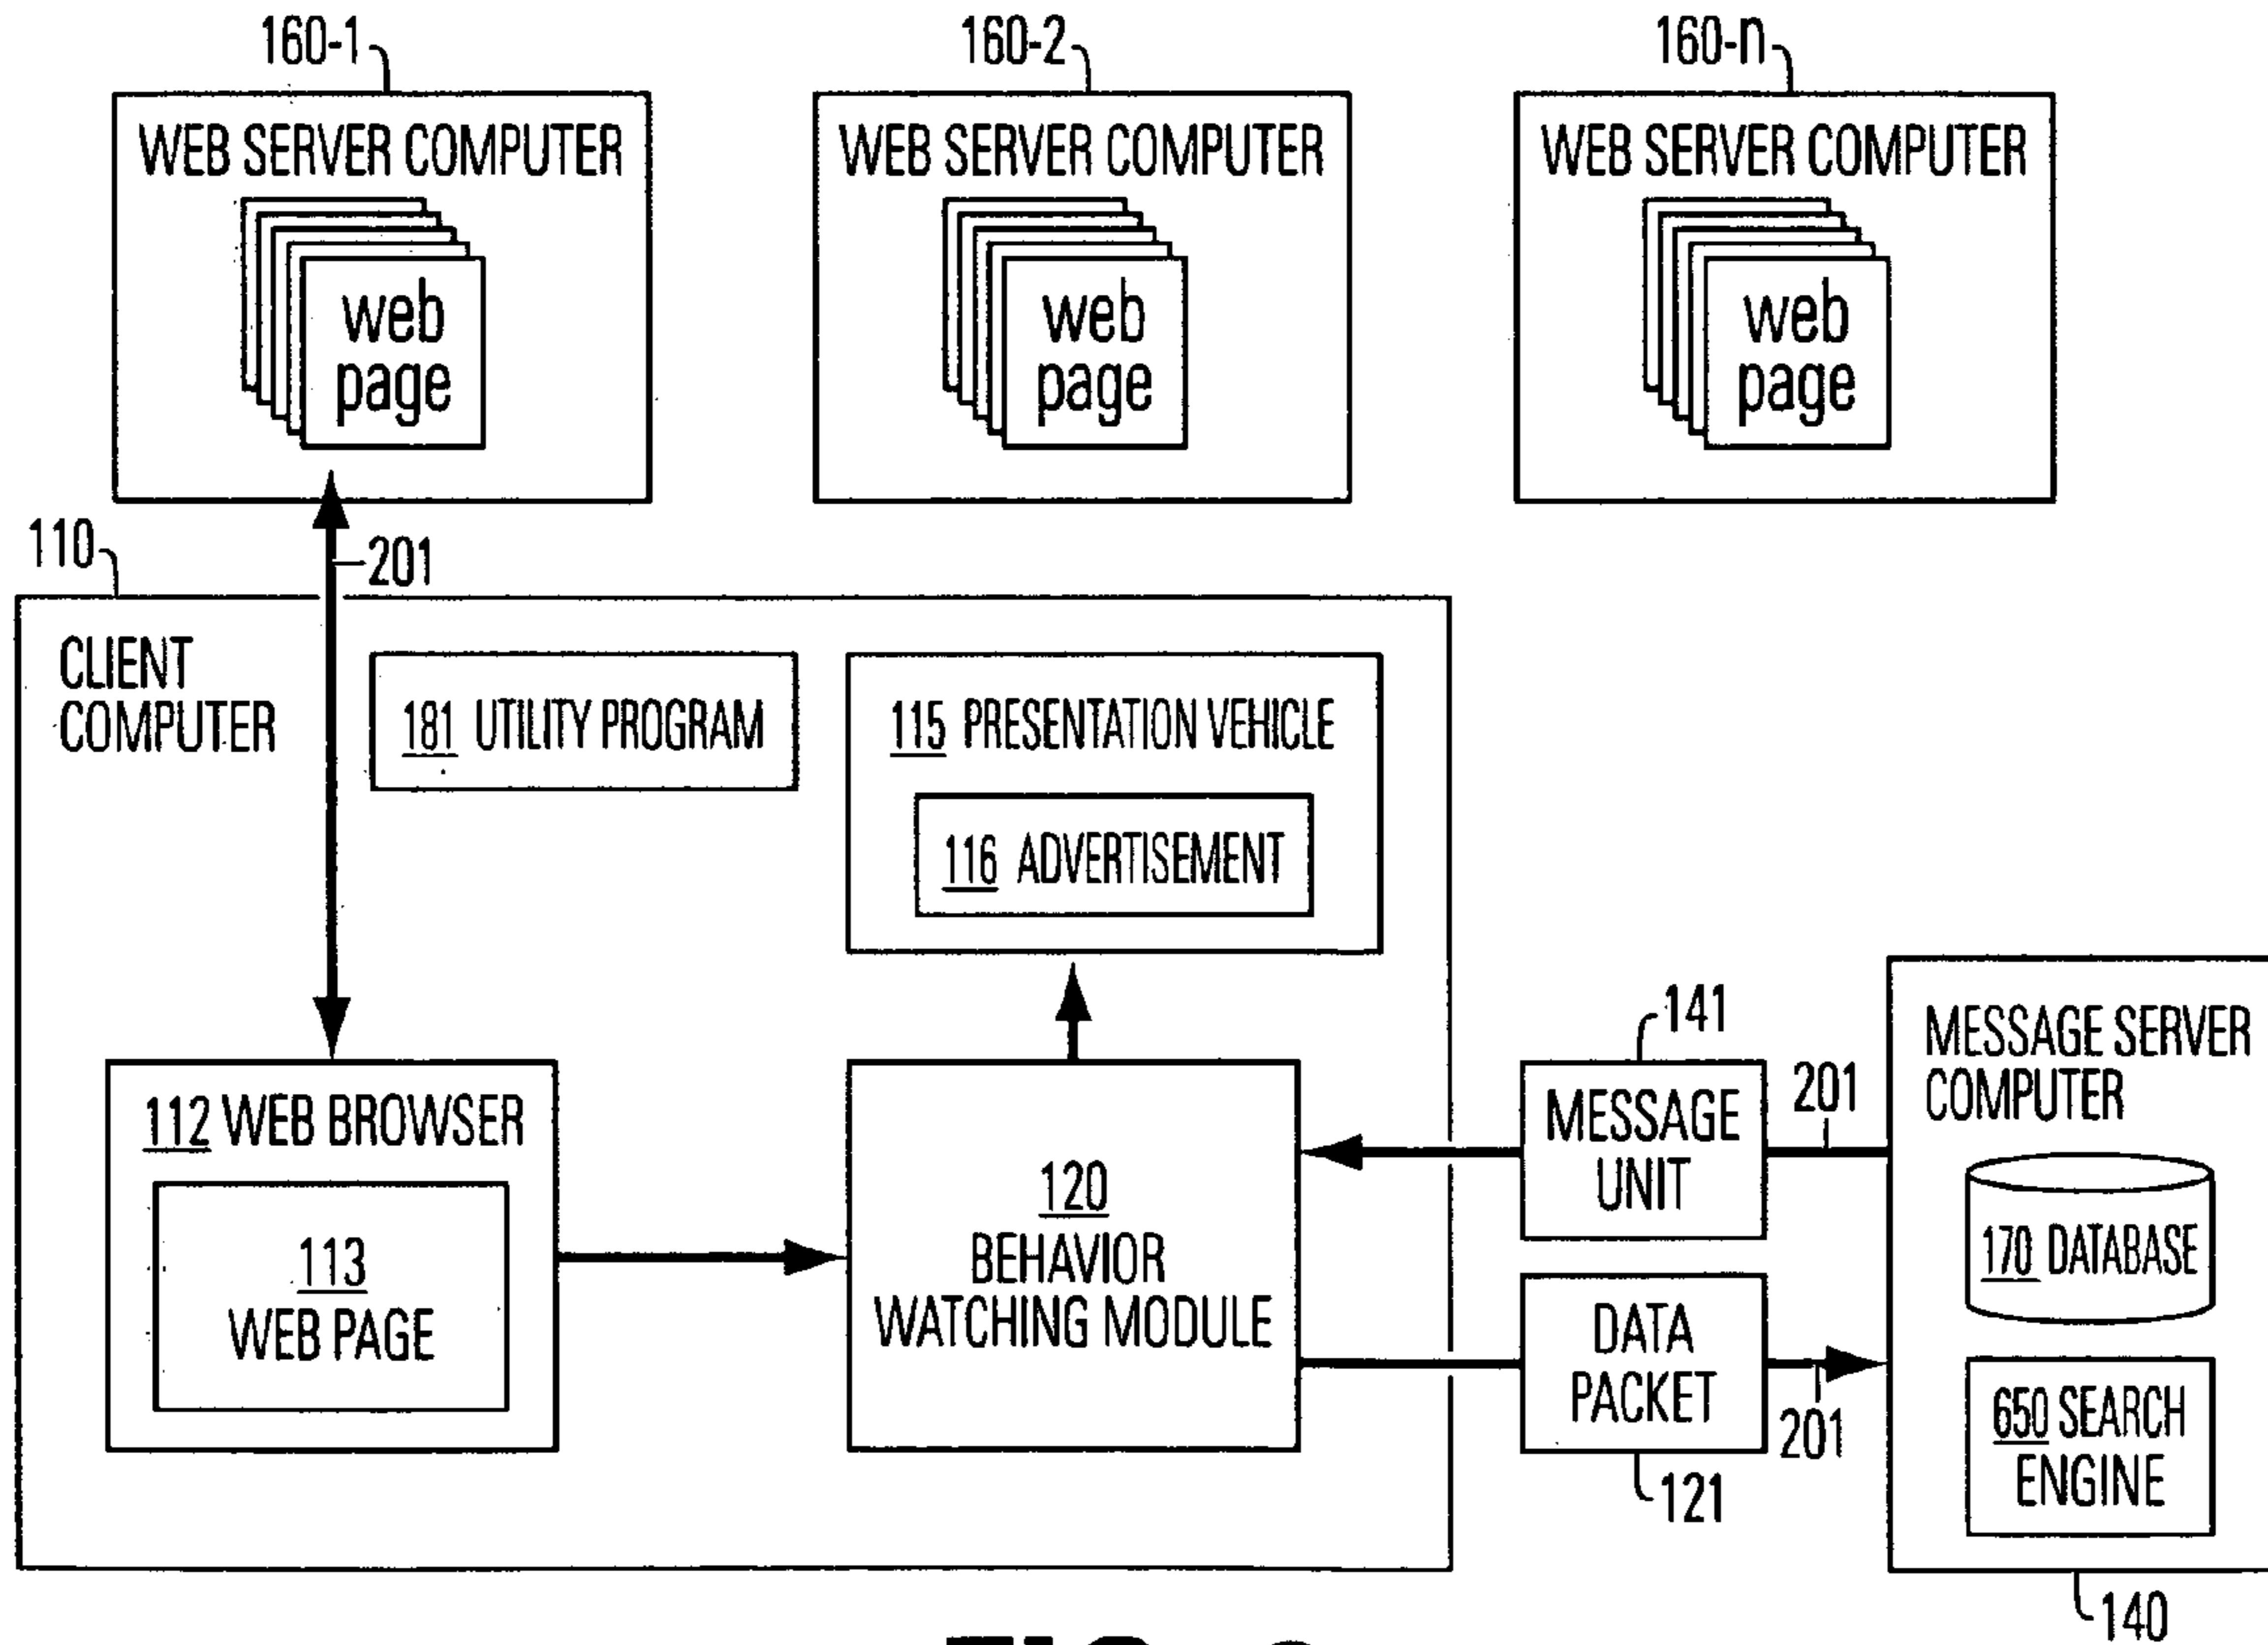 160-1
160-2
160-n
WEB SERVER COMPUTER
WEB SERVER COMPUTER
WEB SERVER COMPUTER
web
page
web
page
web
page
110
201
CLIENT
COMPUTER
181 UTILITY PROGRAM
115 PRESENTATION VEHICLE
116 ADVERTISEMENT
112 WEB BROWSER
113
WEB PAGE
120
BEHAVIOR
WATCHING MODULE
141
MESSAGE
UNIT
201
DATA
PACKET
201
121
MESSAGE SERVER
COMPUTER
170 DATABASE
650 SEARCH
ENGINE
140